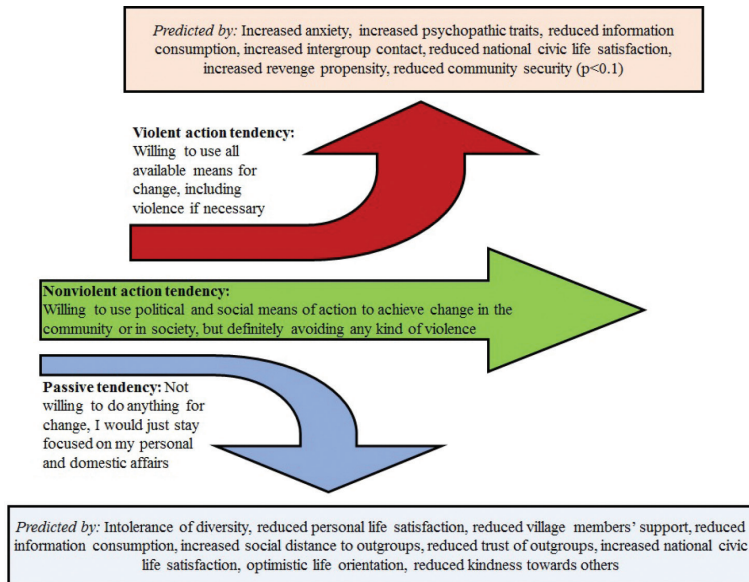 Predicted by: Increased anxiety, increased psychopathic traits, reduced information
consumption, increased intergroup contact, reduced national civic life satisfaction,
increased revenge propensity, reduced community security (p<0.1)
Violent action tendency:
Willing to use all
available means for
change, including
violence if necessary
Nonviolent action tendency:
Willing to use political and social means of action to achieve change in the
community or in society, but definitely avoiding any kind of violence
Passive tendency: Not
willing to do anything for
change, I would just stay
focused on my personal
and domestic affairs
Predicted by: Intolerance of diversity, reduced personal life satisfaction, reduced village members' support, reduced
information consumption, increased social distance to outgroups, reduced trust of outgroups, increased national civic
life satisfaction, optimistic life orientation, reduced kindness towards others